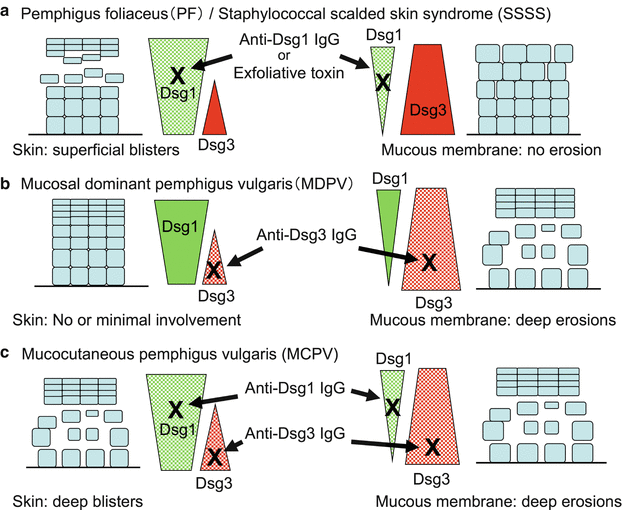 a Pemphigus foliaceus(PF) / Staphylococcal scalded skin syndrome (SSSS)
Anti-Dsg1 IgG
or
Exfoliative toxin
Dsg1
X
Dsg1
Dsg3
Dsg1
X
Dsg3
Skin: superficial blisters
Mucous membrane: no erosion
b Mucosal dominant pemphigus vulgaris(MDPV)
Dsg1
Dsg1
Anti-Dsg3 IgG
X
X
Dsg3
Dsg3
Skin: No or minimal involvement
Mucous membrane: deep erosions
c Mucocutaneous pemphigus vulgaris (MCPV)
Dsg1
Anti-Dsg1 IgG
X
X
Dsg1
Anti-Dsg3 IgG
X
X
Dsg3
Dsg3
Skin: deep blisters
Mucous membrane: deep erosions